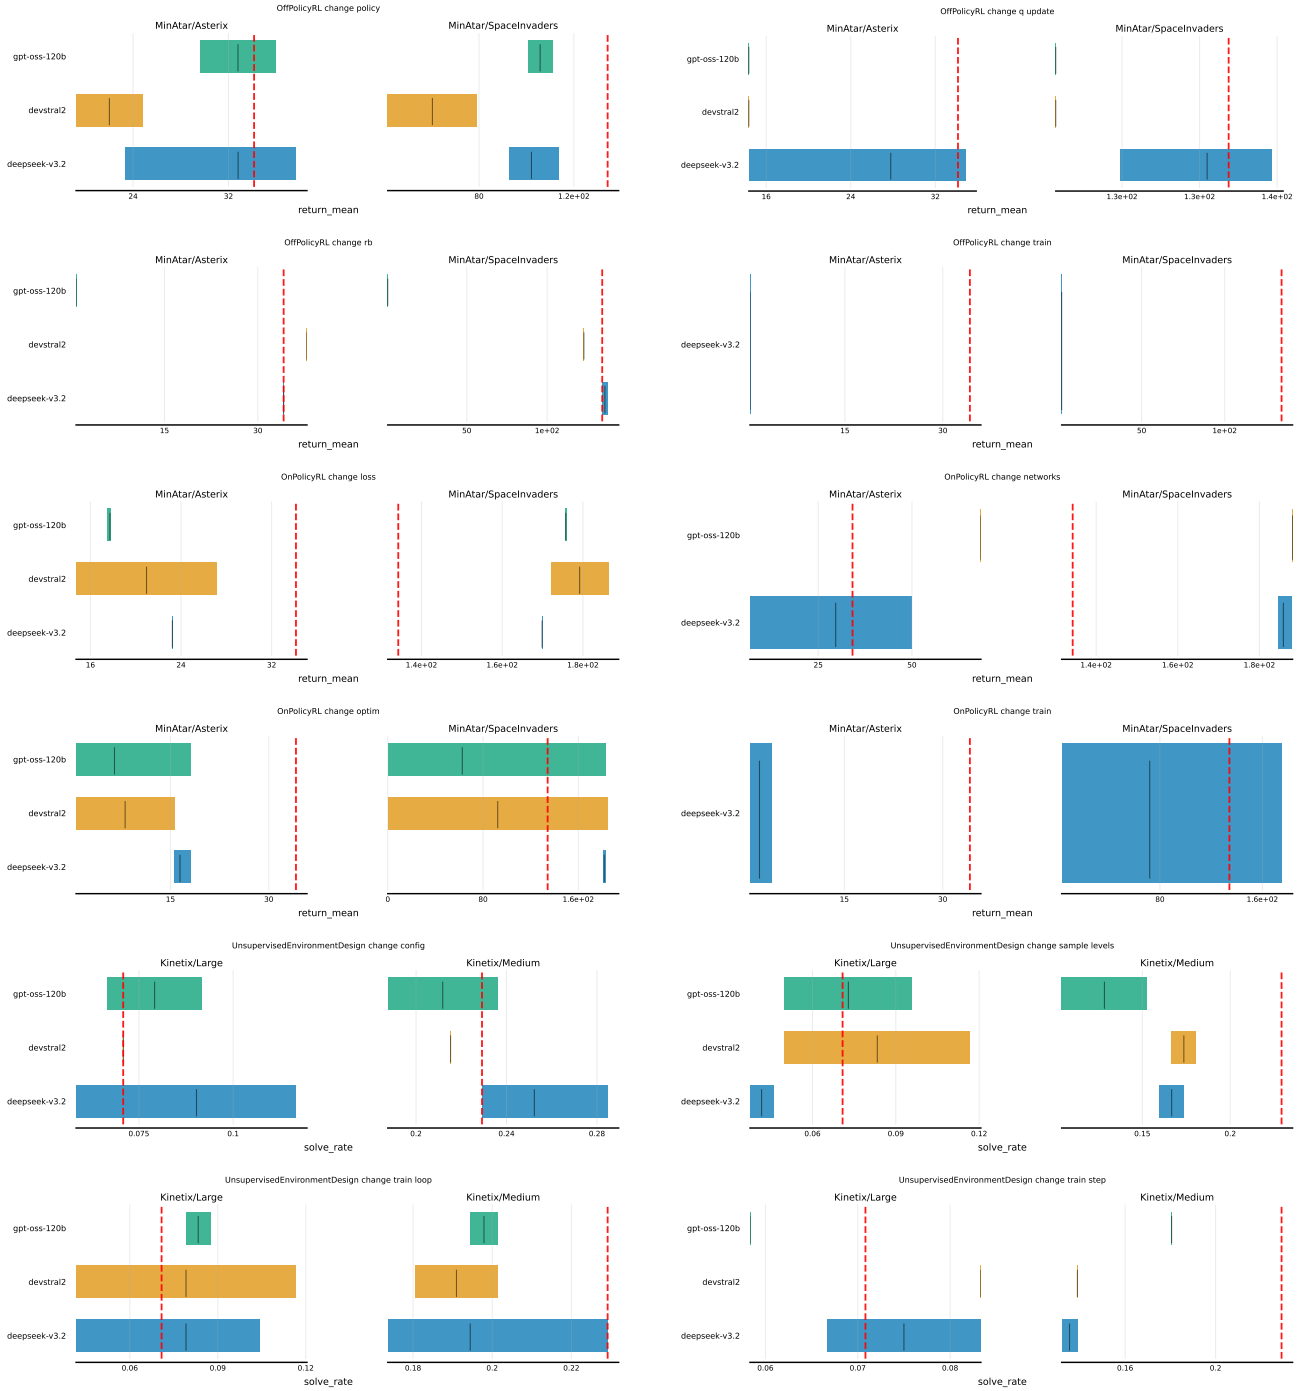 OffPolicyRL change policy
MinAtar/Asterix
MinAtar/SpaceInvaders
gpt-oss-120b
devstral2
deepseek-v3.2
24
32
80
1.2e+02
return_mean
OffPolicyRL change q update
MinAtar/Asterix
MinAtar/SpaceInvaders
gpt-oss-120b
devstral2
deepseek-v3.2
16
24
32
1.3e+02
1.3e+02
1.4e+02
return_mean
OffPolicyRL change rb
MinAtar/Asterix
MinAtar/SpaceInvaders
gpt-oss-120b
devstral2
deepseek-v3.2
15
30
50
1e+02
return_mean
OffPolicyRL change train
MinAtar/Asterix
MinAtar/SpaceInvaders
deepseek-v3.2
15
30
50
1e+02
return_mean
OnPolicyRL change loss
MinAtar/Asterix
MinAtar/SpaceInvaders
gpt-oss-120b
devstral2
deepseek-v3.2
16
24
32
1.4e+02
1.6e+02
1.8e+02
return_mean
OnPolicyRL change networks
MinAtar/Asterix
MinAtar/SpaceInvaders
gpt-oss-120b
deepseek-v3.2
25
50
1.4e+02
1.6e+02
1.8e+02
return_mean
OnPolicyRL change optim
MinAtar/Asterix
MinAtar/SpaceInvaders
gpt-oss-120b
devstral2
deepseek-v3.2
15
30
0
80
1.6e+02
return_mean
OnPolicyRL change train
MinAtar/Asterix
MinAtar/SpaceInvaders
deepseek-v3.2
15
30
80
1.6e+02
return_mean
UnsupervisedEnvironmentDesign change config
Kinetix/Large
Kinetix/Medium
gpt-oss-120b
devstral2
deepseek-v3.2
0.075
0.1
0.2
0.24
0.28
solve_rate
UnsupervisedEnvironmentDesign change sample levels
Kinetix/Large
Kinetix/Medium
gpt-oss-120b
devstral2
deepseek-v3.2
0.06
0.09
0.12
0.15
0.2
solve_rate
UnsupervisedEnvironmentDesign change train loop
Kinetix/Large
Kinetix/Medium
gpt-oss-120b
devstral2
deepseek-v3.2
0.06
0.09
0.12
0.18
0.2
0.22
solve_rate
UnsupervisedEnvironmentDesign change train step
Kinetix/Large
Kinetix/Medium
gpt-oss-120b
devstral2
deepseek-v3.2
0.06
0.07
0.08
0.16
0.2
solve_rate